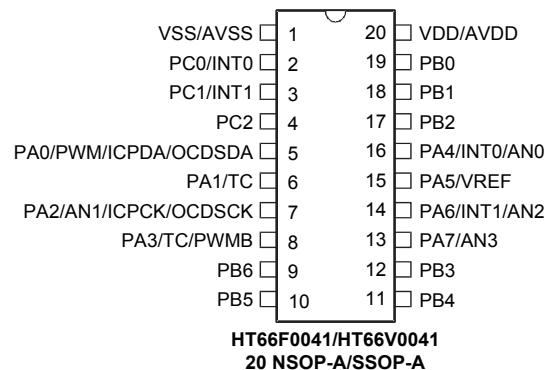 VSS/AVSS 1 20 VDD/AVDD
PC0/INT0 2 19 PB0
PC1/INT1 3 18 PB1
PC2 4 17 PB2
PA0/PWM/ICPDA/OCDSDA 5 16 PA4/INT0/AN0
PA1/TC 6 15 PA5/VREF
PA2/AN1/ICPCK/OCDSCK 7 14 PA6/INT1/AN2
PA3/TC/PWMB 8 13 PA7/AN3
PB6 9 12 PB3
PB5 10 11 PB4
HT66F0041/HT66V0041
20 NSOP-A/SSOP-A